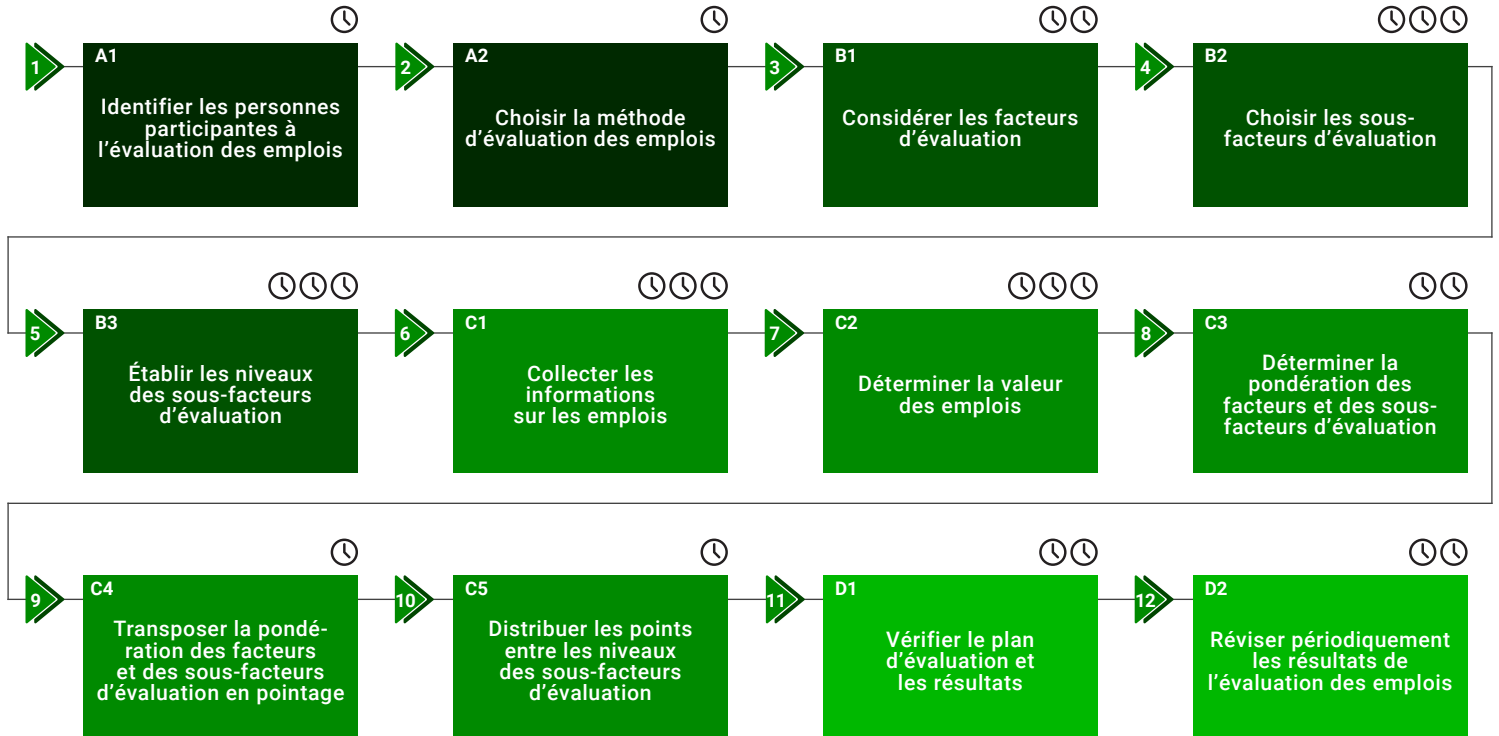 1
A1
Identifier les personnes
participantes à
l'évaluation des emplois
2
A2
Choisir la méthode
d'évaluation des emplois
3
B1
Considérer les facteurs
d'évaluation
4
B2
Choisir les sous-
facteurs d'évaluation
5
B3
Établir les niveaux
des sous-facteurs
d'évaluation
6
C1
Collecter les
informations
sur les emplois
7
C2
Déterminer la valeur
des emplois
8
C3
Déterminer la
pondération des
facteurs et des sous-
facteurs d'évaluation
9
C4
Transposer la pondé-
ration des facteurs
et des sous-facteurs
d'évaluation en pointage
10
C5
Distribuer les points
entre les niveaux
des sous-facteurs
d'évaluation
11
D1
Vérifier le plan
d'évaluation et
les résultats
12
D2
Réviser périodiquement
les résultats de
l'évaluation des emplois